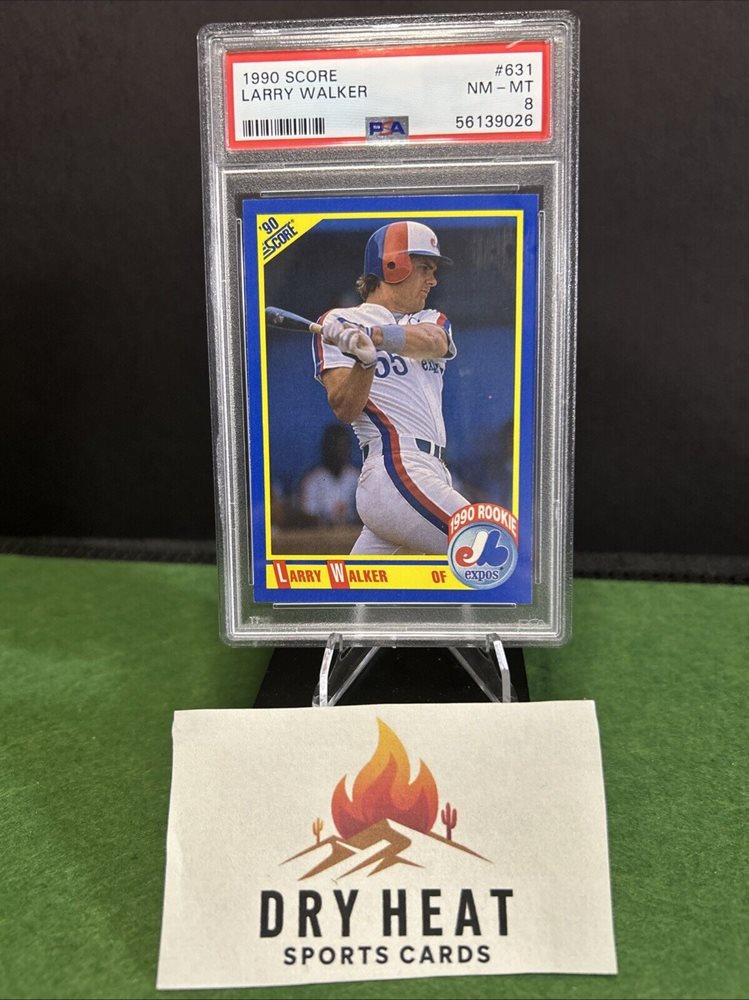 1990 SCORE #631
LARRY WALKER NM – MT
8
PSA 56139026
'90
SCORE
55 exp
1990 ROOKIE
expos
LARRY WALKER OF
DRY HEAT
SPORTS CARDS